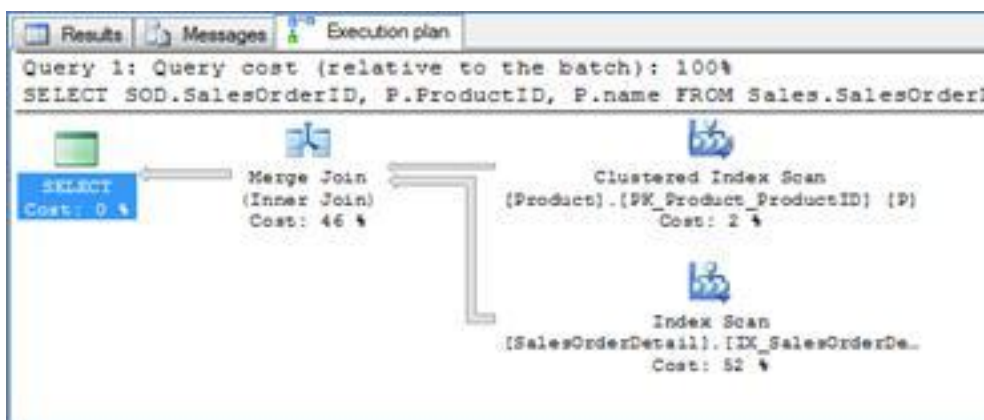 Results Messages Execution plan
Query 1: Query cost (relative to the batch): 100%
SELECT SOD.SalesOrderID, P.ProductID, P.name FROM Sales.SalesOrder
SELECT
Cost: 0 %
Merge Join
(Inner Join)
Cost: 46 %
Clustered Index Scan
[Product].[PK_Product_ProductID] [P]
Cost: 2 %
Index Scan
[SalesOrderDetail].[IX_SalesOrderDe…
Cost: 52 %